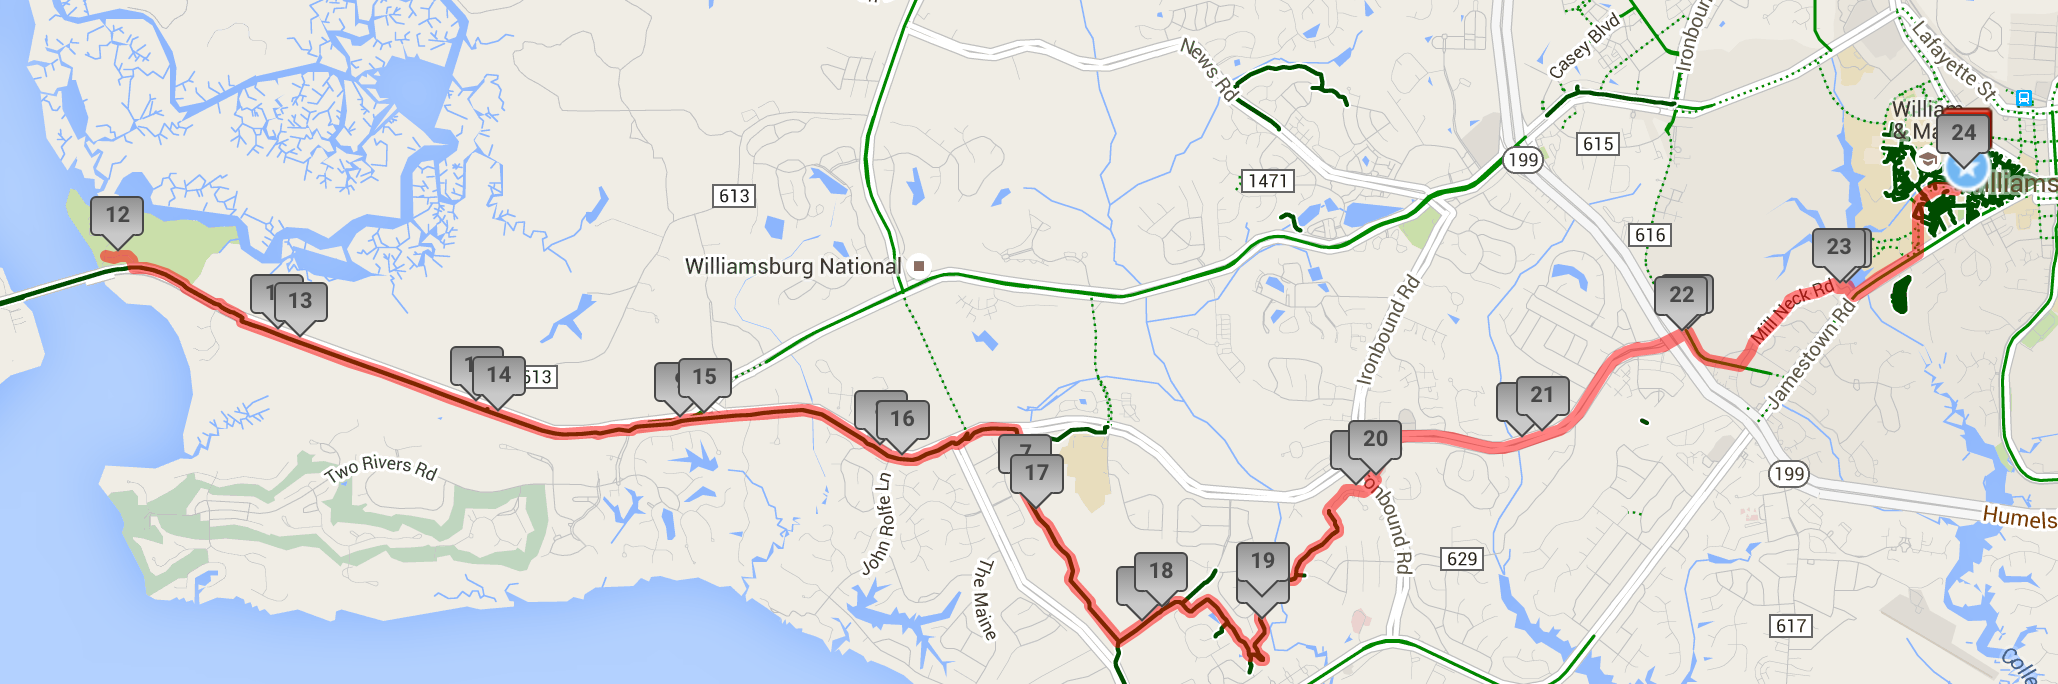 News Rd
Casey Blvd
Ironboun
Lafayette St
William
& Ma
24
199
615
1471
613
12
616
Williamsburg National
23
13
22
Ironbound Rd
Mill Neck Rd
Jamestown Rd
14
613
15
21
16
20
Two Rivers Rd
7
17
199
John Rolfe Ln
Ironbound Rd
Humels
18
19
629
The Maine
617
Colle